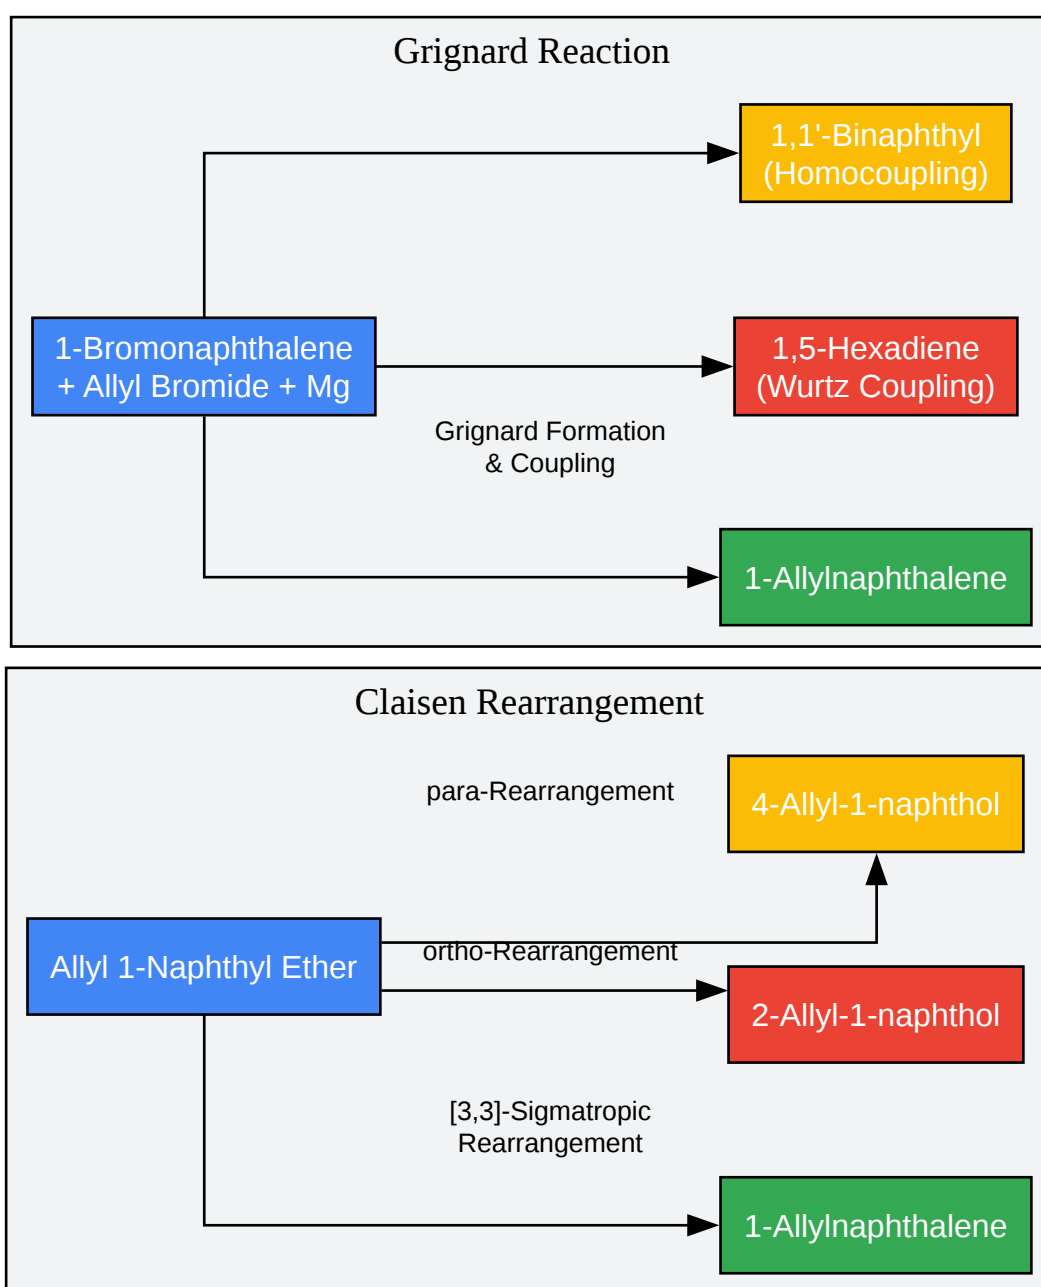 Grignard Reaction
1,1'-Binaphthyl
(Homocoupling)
1-Bromonaphthalene
+ Allyl Bromide + Mg
1,5-Hexadiene
(Wurtz Coupling)
Grignard Formation
& Coupling
1-Allylnaphthalene
Claisen Rearrangement
para-Rearrangement
4-Allyl-1-naphthol
Allyl 1-Naphthyl Ether
ortho-Rearrangement
2-Allyl-1-naphthol
[3,3]-Sigmatropic
Rearrangement
1-Allylnaphthalene